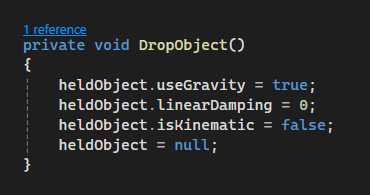 1 reference
private void DropObject()
{
    heldObject.useGravity = true;
    heldObject.linearDamping = 0;
    heldObject.isKinematic = false;
    heldObject = null;
}